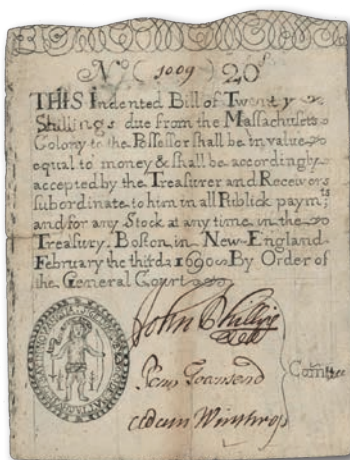 No (1009) 20s
THIS Indented Bill of Twenty
Shillings due from the Massachusets
Colony to the Possessor shall be in value
equal to money & shall be accordingly
accepted by the Treasurer and Receivers
subordinate to him in all Publick paymts:
and for any Stock at any time in the
Treasury. Boston in New-England
February the third 1690 By Order of
the General Court
John Phillips
Penn Townsend
Adam Winthrop
Comtee